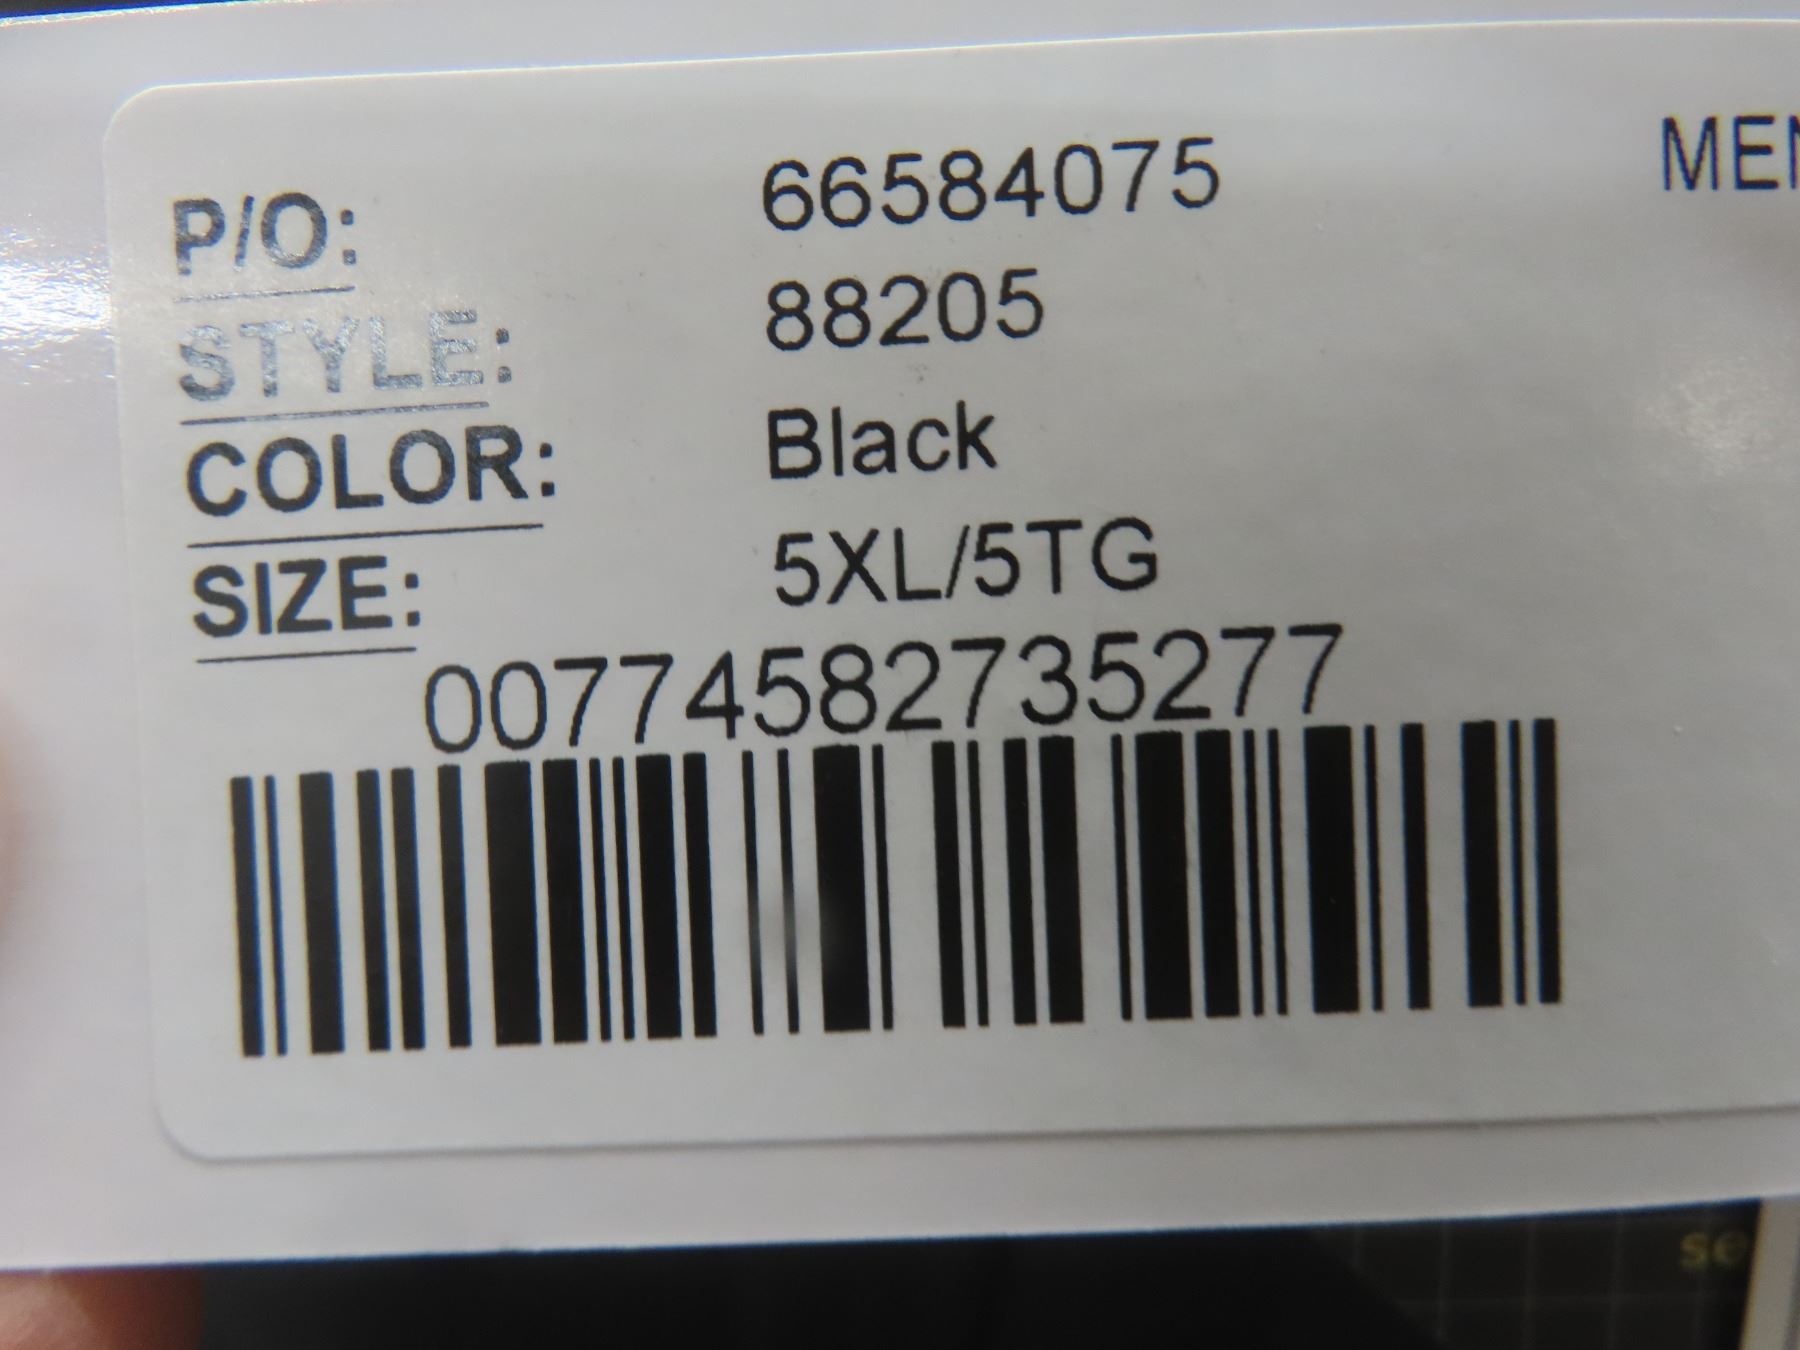 P/O: 66584075
STYLE: 88205
COLOR: Black
SIZE: 5XL/5TG
00774582735277